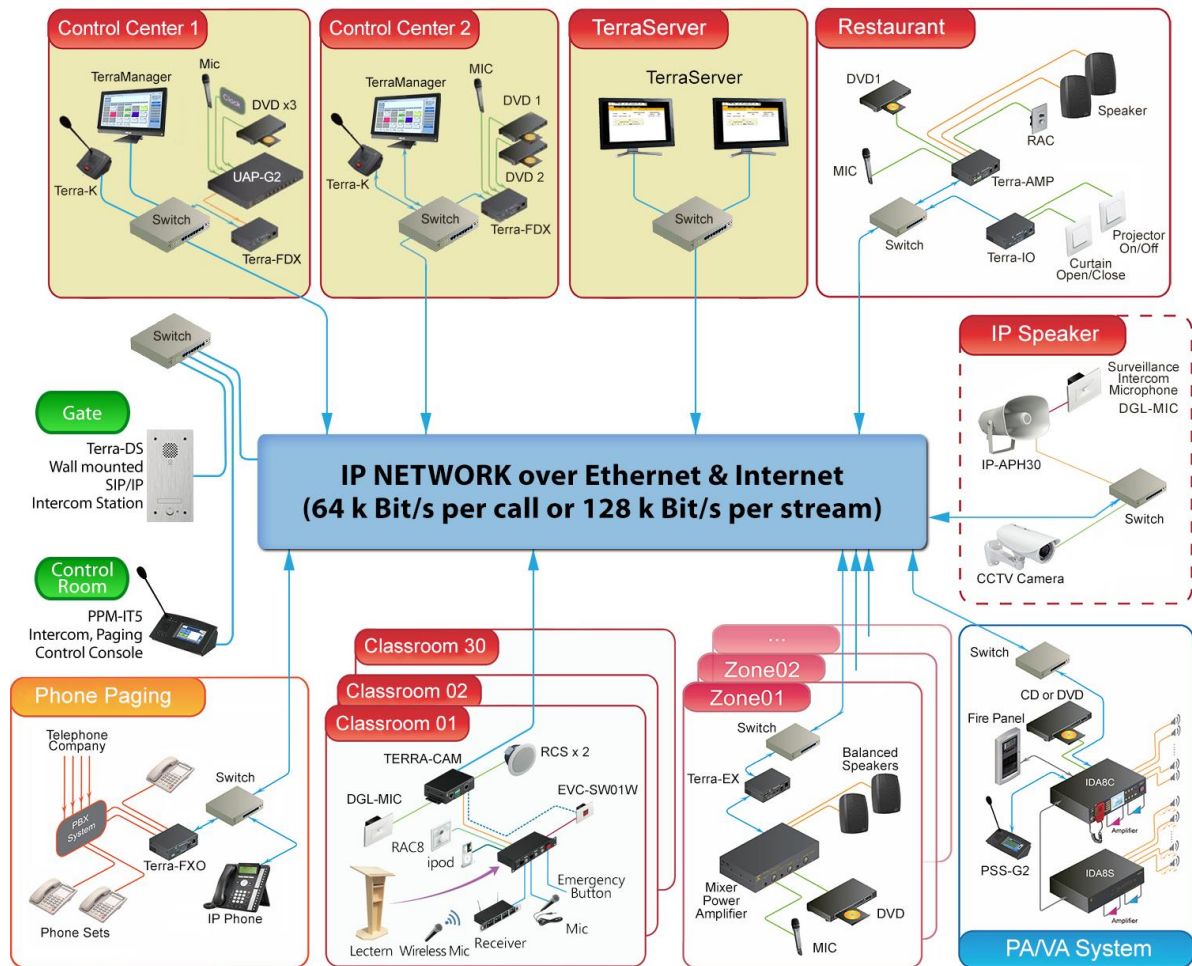 Control Center 1
TerraManager
Mic
Clock
DVD x3
UAP-G2
Terra-K
Switch
Terra-FDX
Control Center 2
TerraManager
MIC
DVD 1
DVD 2
Terra-K
Switch
Terra-FDX
TerraServer
TerraServer
Switch
Restaurant
DVD1
Speaker
RAC
MIC
Terra-AMP
Switch
Terra-IO
Projector
On/Off
Curtain
Open/Close
Switch
Gate
Terra-DS
Wall mounted
SIP/IP
Intercom Station
Control
Room
PPM-IT5
Intercom, Paging
Control Console
IP NETWORK over Ethernet & Internet
(64 k Bit/s per call or 128 k Bit/s per stream)
IP Speaker
Surveillance
Intercom
Microphone
DGL-MIC
IP-APH30
Switch
CCTV Camera
Phone Paging
Telephone
Company
Switch
PBX
System
Terra-FXO
IP Phone
Phone Sets
Classroom 30
Classroom 02
Classroom 01
TERRA-CAM
RCS x 2
DGL-MIC
EVC-SW01W
RAC8
ipod
Emergency
Button
Mic
Receiver
Lectern
Wireless Mic
...
Zone02
Zone01
Switch
Terra-EX
Balanced
Speakers
Mixer
Power
Amplifier
DVD
MIC
Switch
CD or DVD
Fire Panel
IDA8C
Amplifier
PSS-G2
IDA8S
Amplifier
PA/VA System